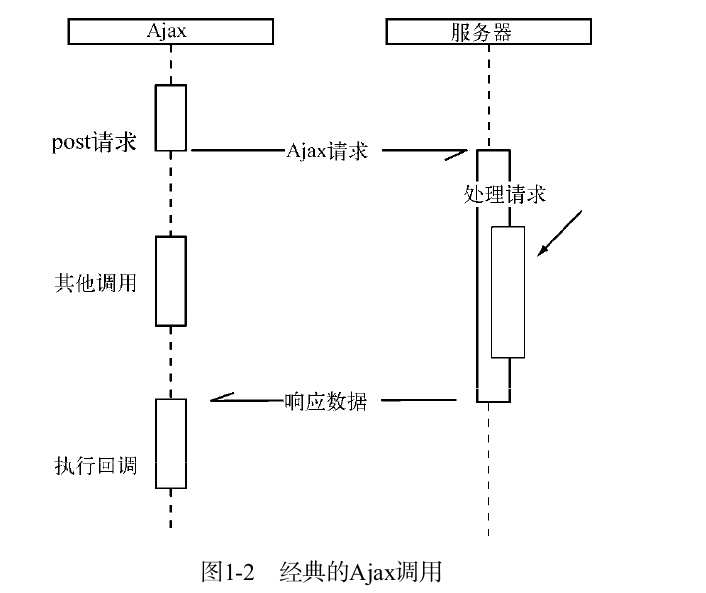 Ajax
服务器
post请求
Ajax请求
处理请求
其他调用
响应数据
执行回调
图1-2 经典的Ajax调用